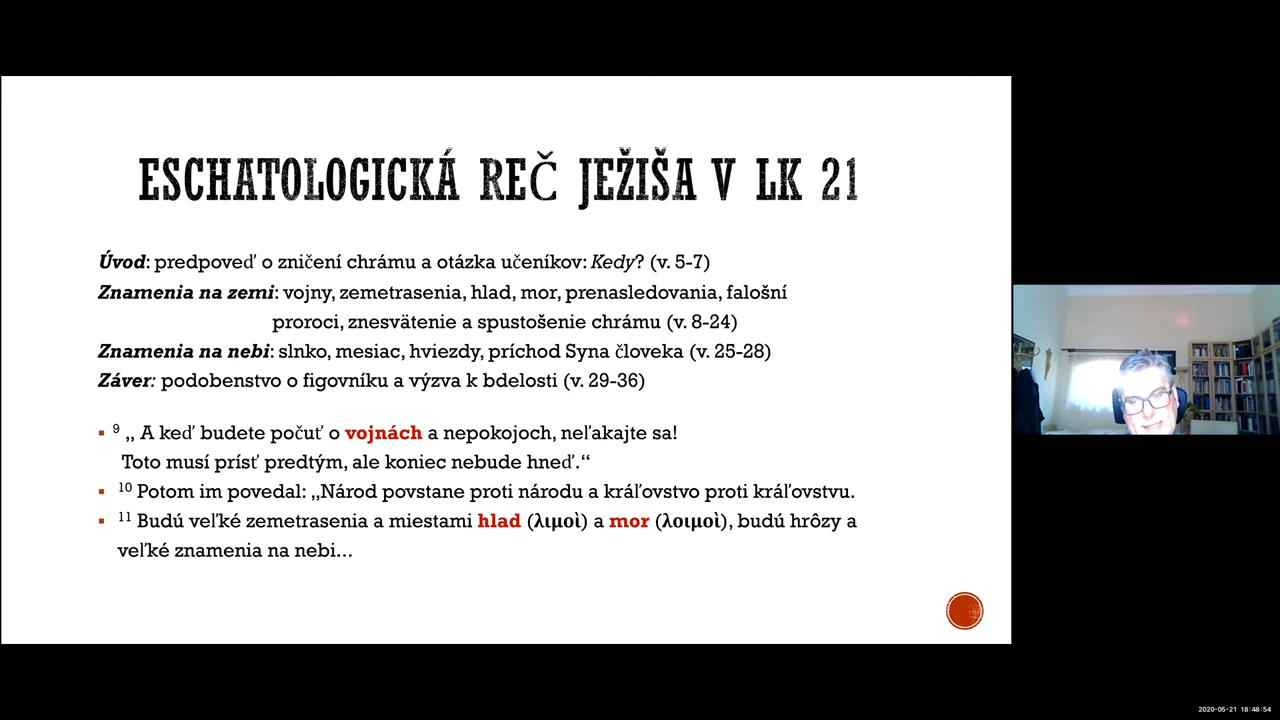 ESCHATOLOGICKÁ REČ JEŽIŠA V LK 21
Úvod: predpoveď o zničení chrámu a otázka učeníkov: Kedy? (v. 5-7)
Znamenia na zemi: vojny, zemetrasenia, hlad, mor, prenasledovania, falošní
proroci, znesvätenie a spustošenie chrámu (v. 8-24)
Znamenia na nebi: slnko, mesiac, hviezdy, príchod Syna človeka (v. 25-28)
Záver: podobenstvo o figovníku a výzva k bdelosti (v. 29-36)
▪ ⁹ „ A keď budete počuť o vojnách a nepokojoch, neľakajte sa!
Toto musí prísť predtým, ale koniec nebude hneď.“
▪ ¹⁰ Potom im povedal: „Národ povstane proti národu a kráľovstvo proti kráľovstvu.
▪ ¹¹ Budú veľké zemetrasenia a miestami hlad (λιμοὶ) a mor (λοιμοὶ), budú hrôzy a
veľké znamenia na nebi...
2020-05-21 18:48:54